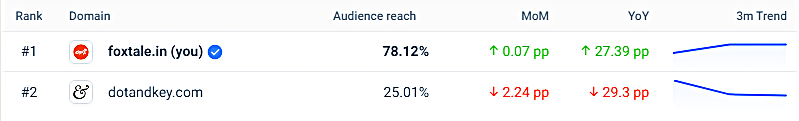 Rank Domain Audience reach MoM YoY 3m Trend
#1 foxtale.in (you) 78.12% ↑ 0.07 pp ↑ 27.39 pp
#2 dotandkey.com 25.01% ↓ 2.24 pp ↓ 29.3 pp